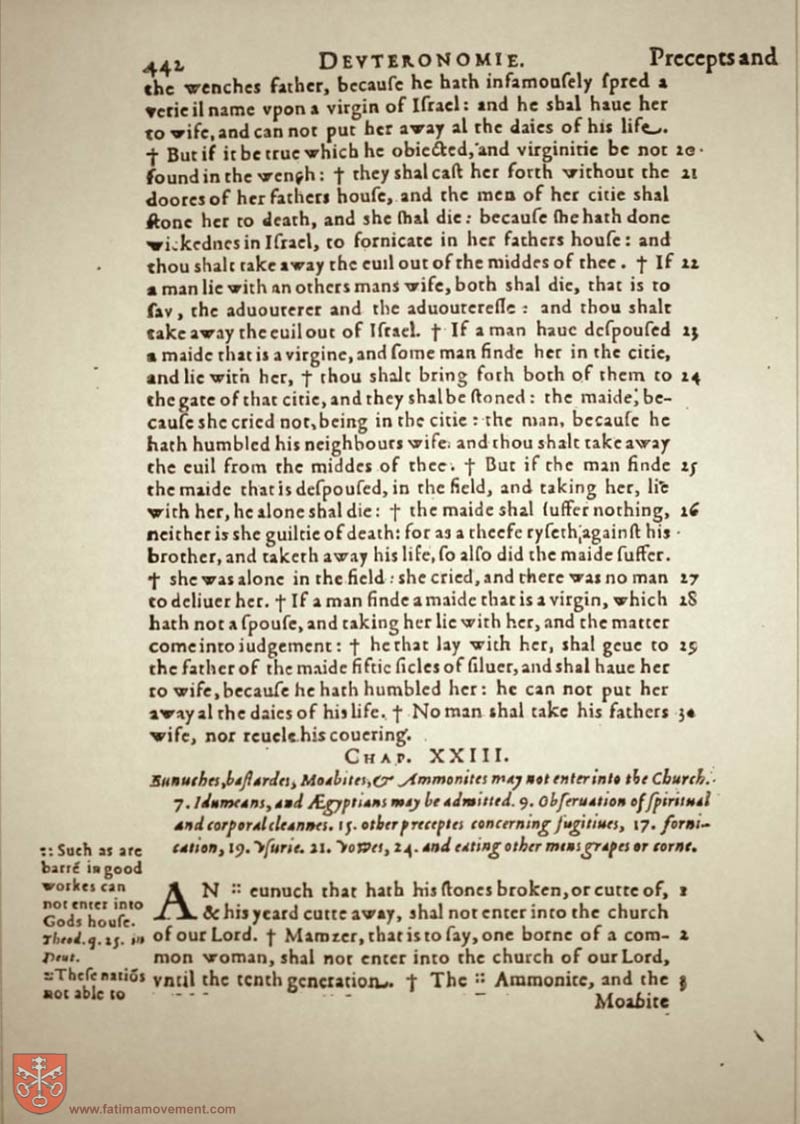 442 DEVTERONOMIE. Precepts and
the wenches father, becauſe he hath infamouſely ſpred a
verie il name vpon a virgin of Iſrael: and he shal haue her
to wife, and can not put her away al the daies of his life.
† But if it be true which he obiected, and virginitie be not 20
found in the wench: † they shal caſt her forth without the 21
doores of her fathers houſe, and the men of her citie shal
ſtone her to death, and she ſhal die: becauſe ſhe hath done
wickednes in Iſrael, to fornicate in her fathers houſe: and
thou shalt take away the euil out of the middes of thee. † If 22
a man lie with an others mans wife, both shal die, that is to
ſay, the aduouterer and the aduoutereſſe: and thou shalt
take away the euil out of Iſrael. † If a man haue deſpouſed 23
a maide that is a virgine, and ſome man finde her in the citie,
and lie with her, † thou shalt bring forh both of them to 24
the gate of that citie, and they shal be ſtoned: the maide, be-
cauſe she cried not, being in the citie: the man, becauſe he
hath humbled his neighbours wife. and thou shalt take away
the euil from the middes of thee. † But if the man finde 25
the maide that is deſpouſed, in the field, and taking her, lie
with her, he alone shal die: † the maide shal ſuffer nothing, 26
neither is she guiltie of death: for as a theefe ryſeth againſt his
brother, and taketh away his life, ſo alſo did the maide ſuffer.
† she was alone in the field: she cried, and there was no man 27
to deliuer her. † If a man finde a maide that is a virgin, which 28
hath not a ſpouſe, and taking her lie with her, and the matter
come into iudgement: † he that lay with her, shal geue to 29
the father of the maide fiftie ſicles of ſiluer, and shal haue her
to wife, becauſe he hath humbled her: he can not put her
away al the daies of his life. † No man shal take his fathers 30
wife, nor reuele his couering.
CHAP. XXIII.
Eunuches, baſtardes, Moabites, & Ammonites may not enter into the Church.
7. Idumeans, and Ægyptians may be admitted. 9. Obſeruation of ſpiritual
and corporal cleannes. 15. other preceptes concerning fugitiues, 17. forni-
cation, 19. Vſurie. 21. Vowes, 24. and eating other mens grapes or corne.
:: Such as are
barré in good
workes can
not enter into
Gods houſe.
Theod. q. 25. in
Deut.
:: Theſe natiõs
not able to
AN :: eunuch that hath his ſtones broken, or cutte of, 1
& his yeard cutte away, shal not enter into the church
of our Lord. † Mamzer, that is to ſay, one borne of a com- 2
mon woman, shal not enter into the church of our Lord,
vntil the tenth generation. † The :: Ammonite, and the 3
Moabite
www.fatimamovement.com